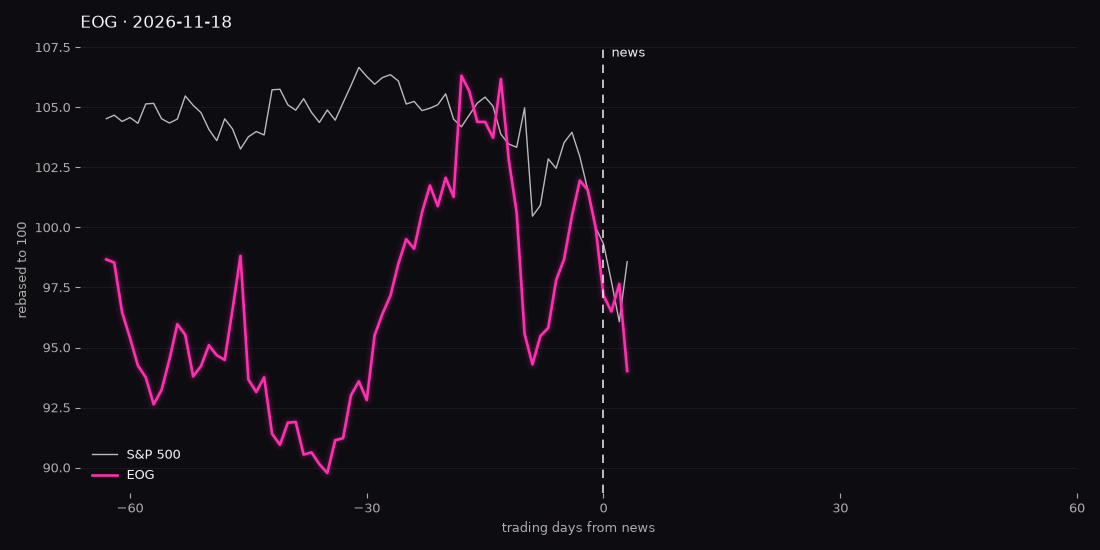 EOG · 2026-11-18
107.5
105.0
102.5
100.0
97.5
95.0
92.5
90.0
rebased to 100
news
S&P 500
EOG
−60
−30
0
30
60
trading days from news